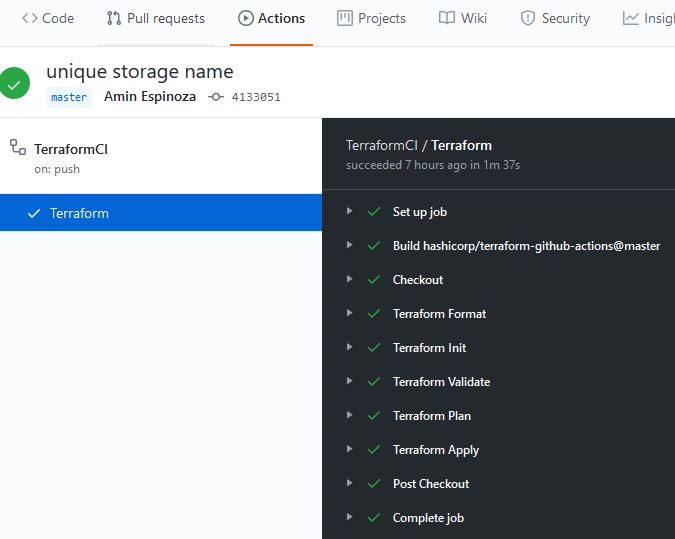 Code Pull requests Actions Projects Wiki Security Insigh
unique storage name
master Amin Espinoza 4133051
TerraformCI
on: push
Terraform
TerraformCI / Terraform
succeeded 7 hours ago in 1m 37s
Set up job
Build hashicorp/terraform-github-actions@master
Checkout
Terraform Format
Terraform Init
Terraform Validate
Terraform Plan
Terraform Apply
Post Checkout
Complete job